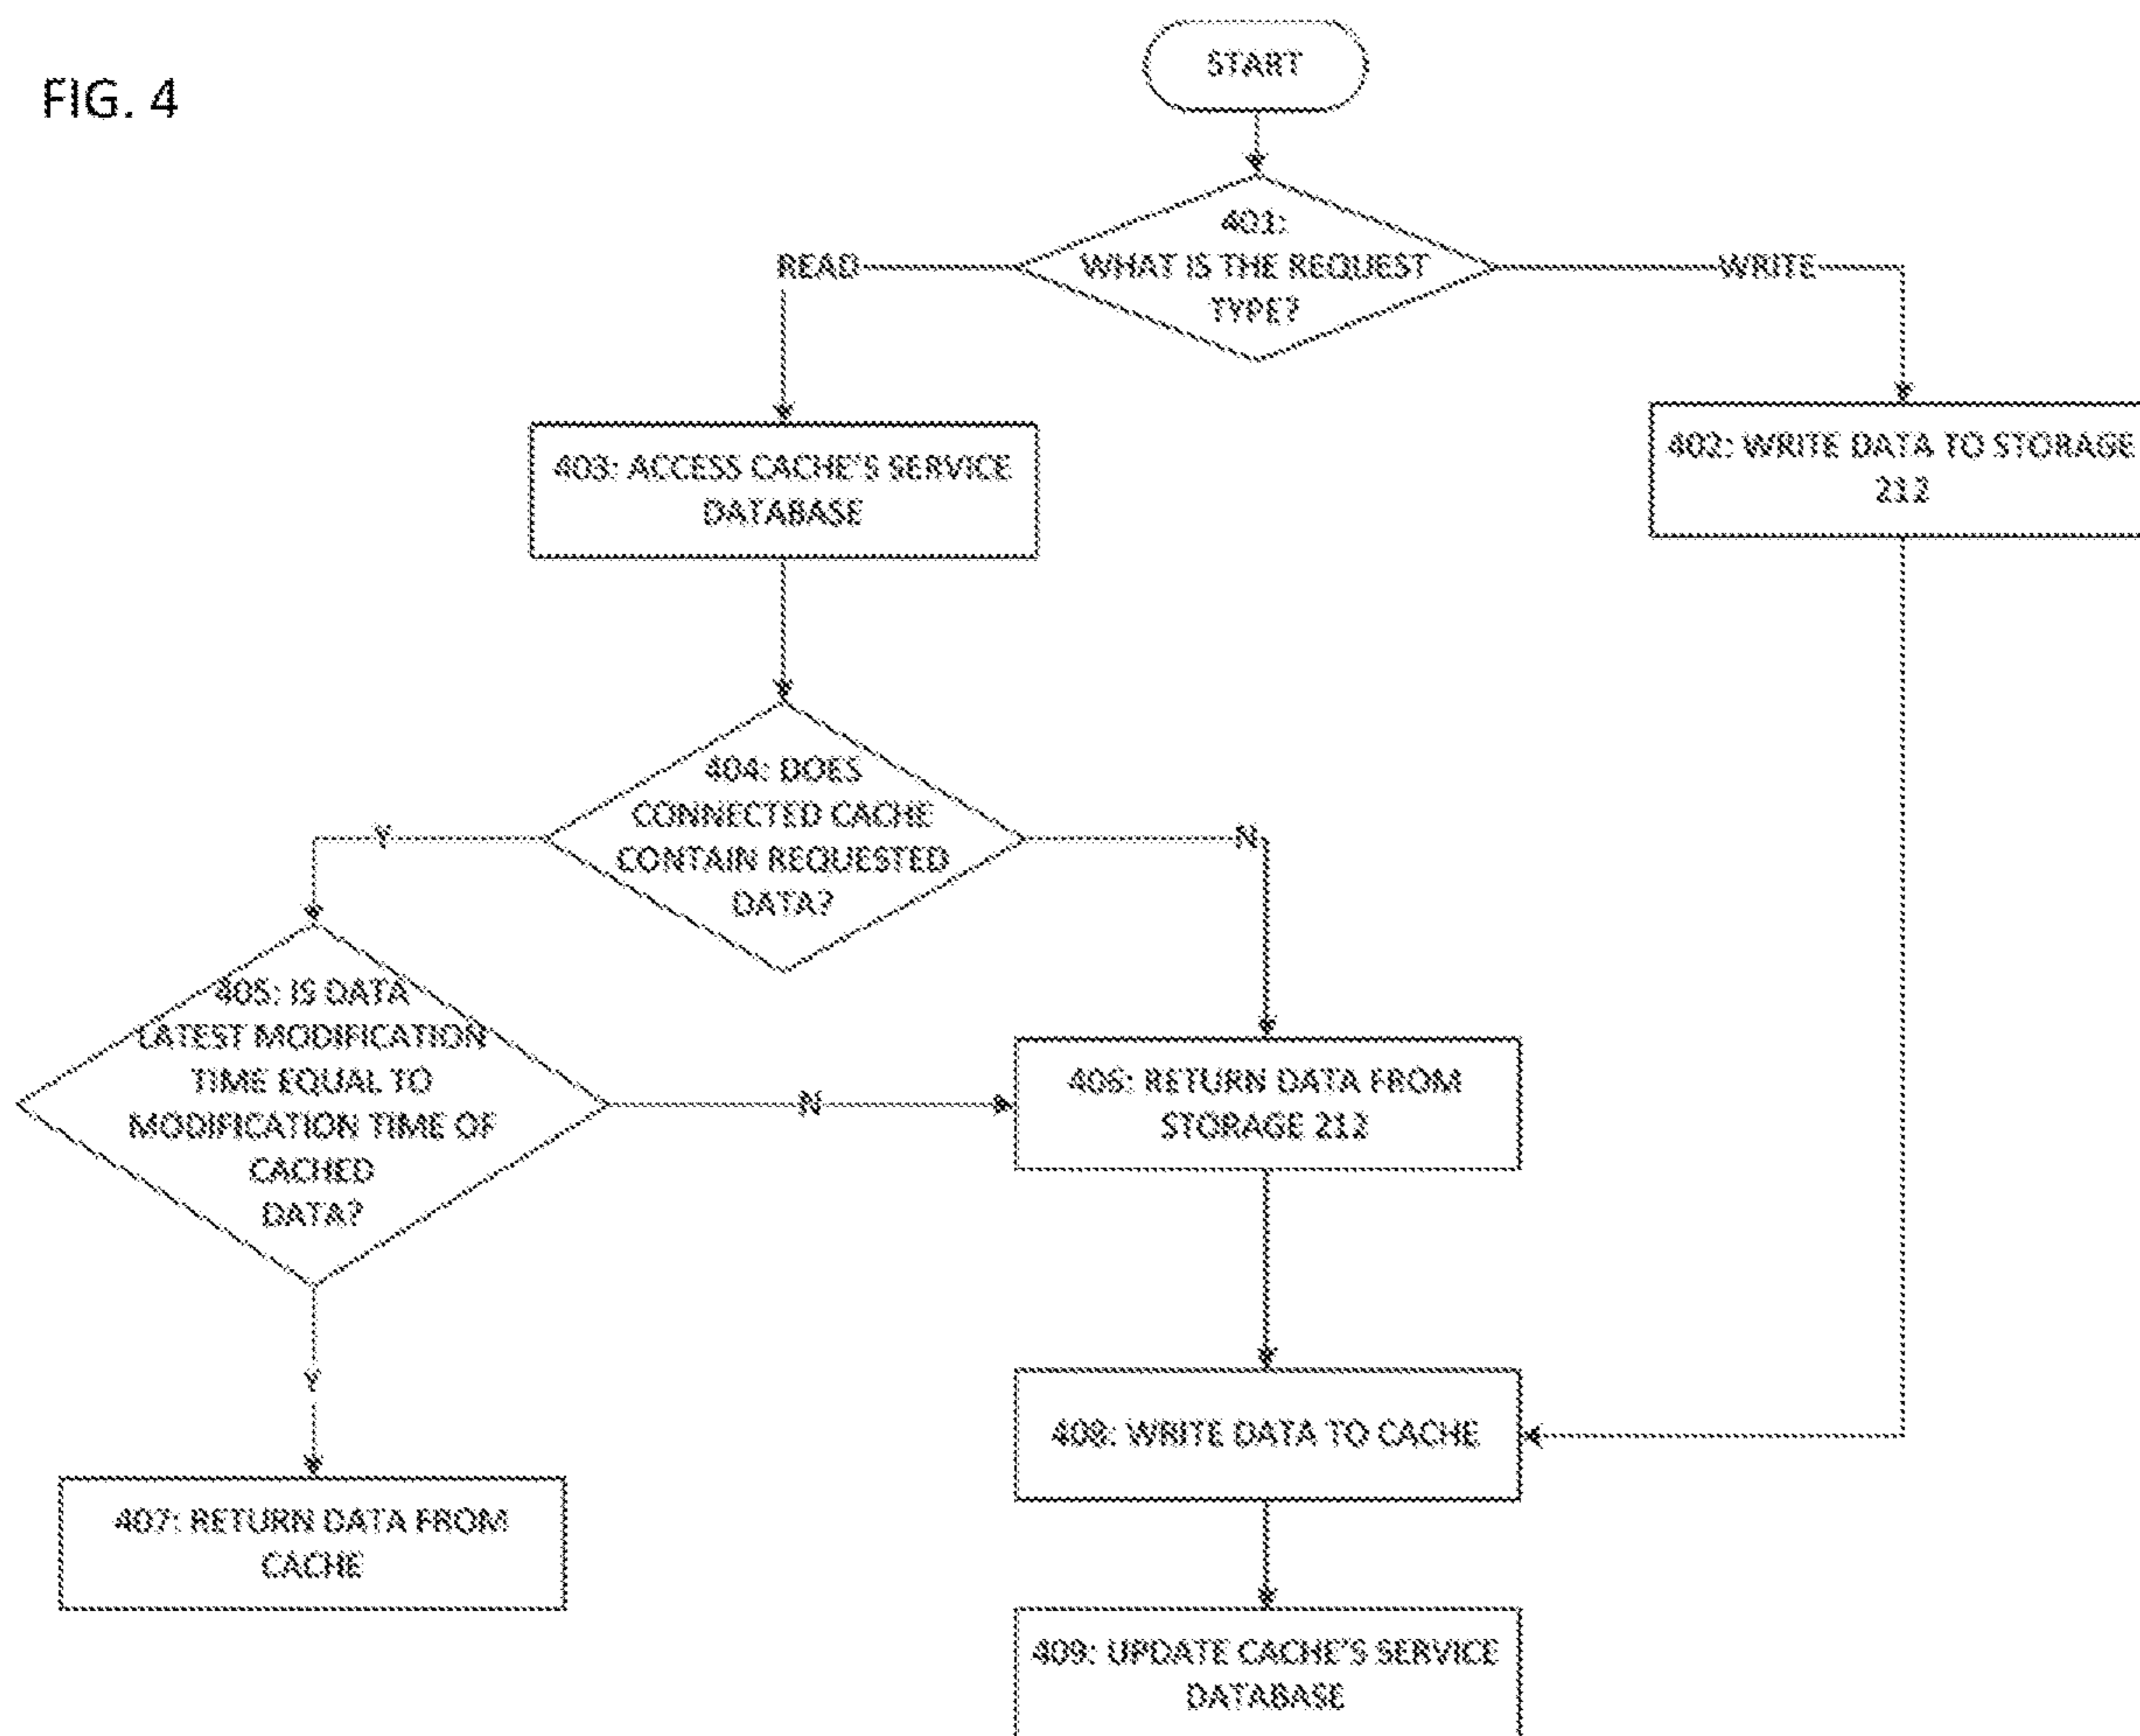 FIG. 4
START
401:
WHAT IS THE REQUEST
TYPE?
READ
WRITE
402: WRITE DATA TO STORAGE
212
403: ACCESS CACHE'S SERVICE
DATABASE
404: DOES
CONNECTED CACHE
CONTAIN REQUESTED
DATA?
Y
N
405: IS DATA
LATEST MODIFICATION
TIME EQUAL TO
MODIFICATION TIME OF
CACHED
DATA?
N
406: RETURN DATA FROM
STORAGE 212
Y
408: WRITE DATA TO CACHE
407: RETURN DATA FROM
CACHE
409: UPDATE CACHE'S SERVICE
DATABASE